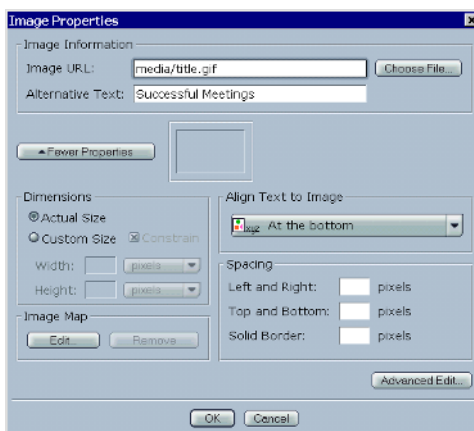 Image Properties
Image Information
Image URL: media/title.gif Choose File...
Alternative Text: Successful Meetings
Fewer Properties
Dimensions
Actual Size
Custom Size Constrain
Width: pixels
Height: pixels
Image Map
Edit... Remove
Align Text to Image
xyz At the bottom
Spacing
Left and Right: pixels
Top and Bottom: pixels
Solid Border: pixels
Advanced Edit...
OK Cancel